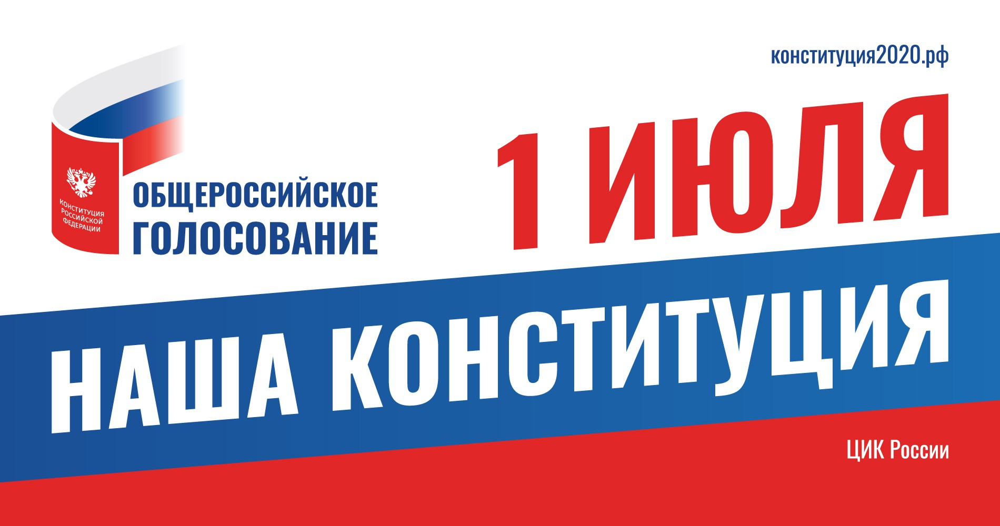 конституция2020.рф
1 ИЮЛЯ
КОНСТИТУЦИЯ
РОССИЙСКОЙ
ФЕДЕРАЦИИ
ОБЩЕРОССИЙСКОЕ
ГОЛОСОВАНИЕ
НАША КОНСТИТУЦИЯ
ЦИК России